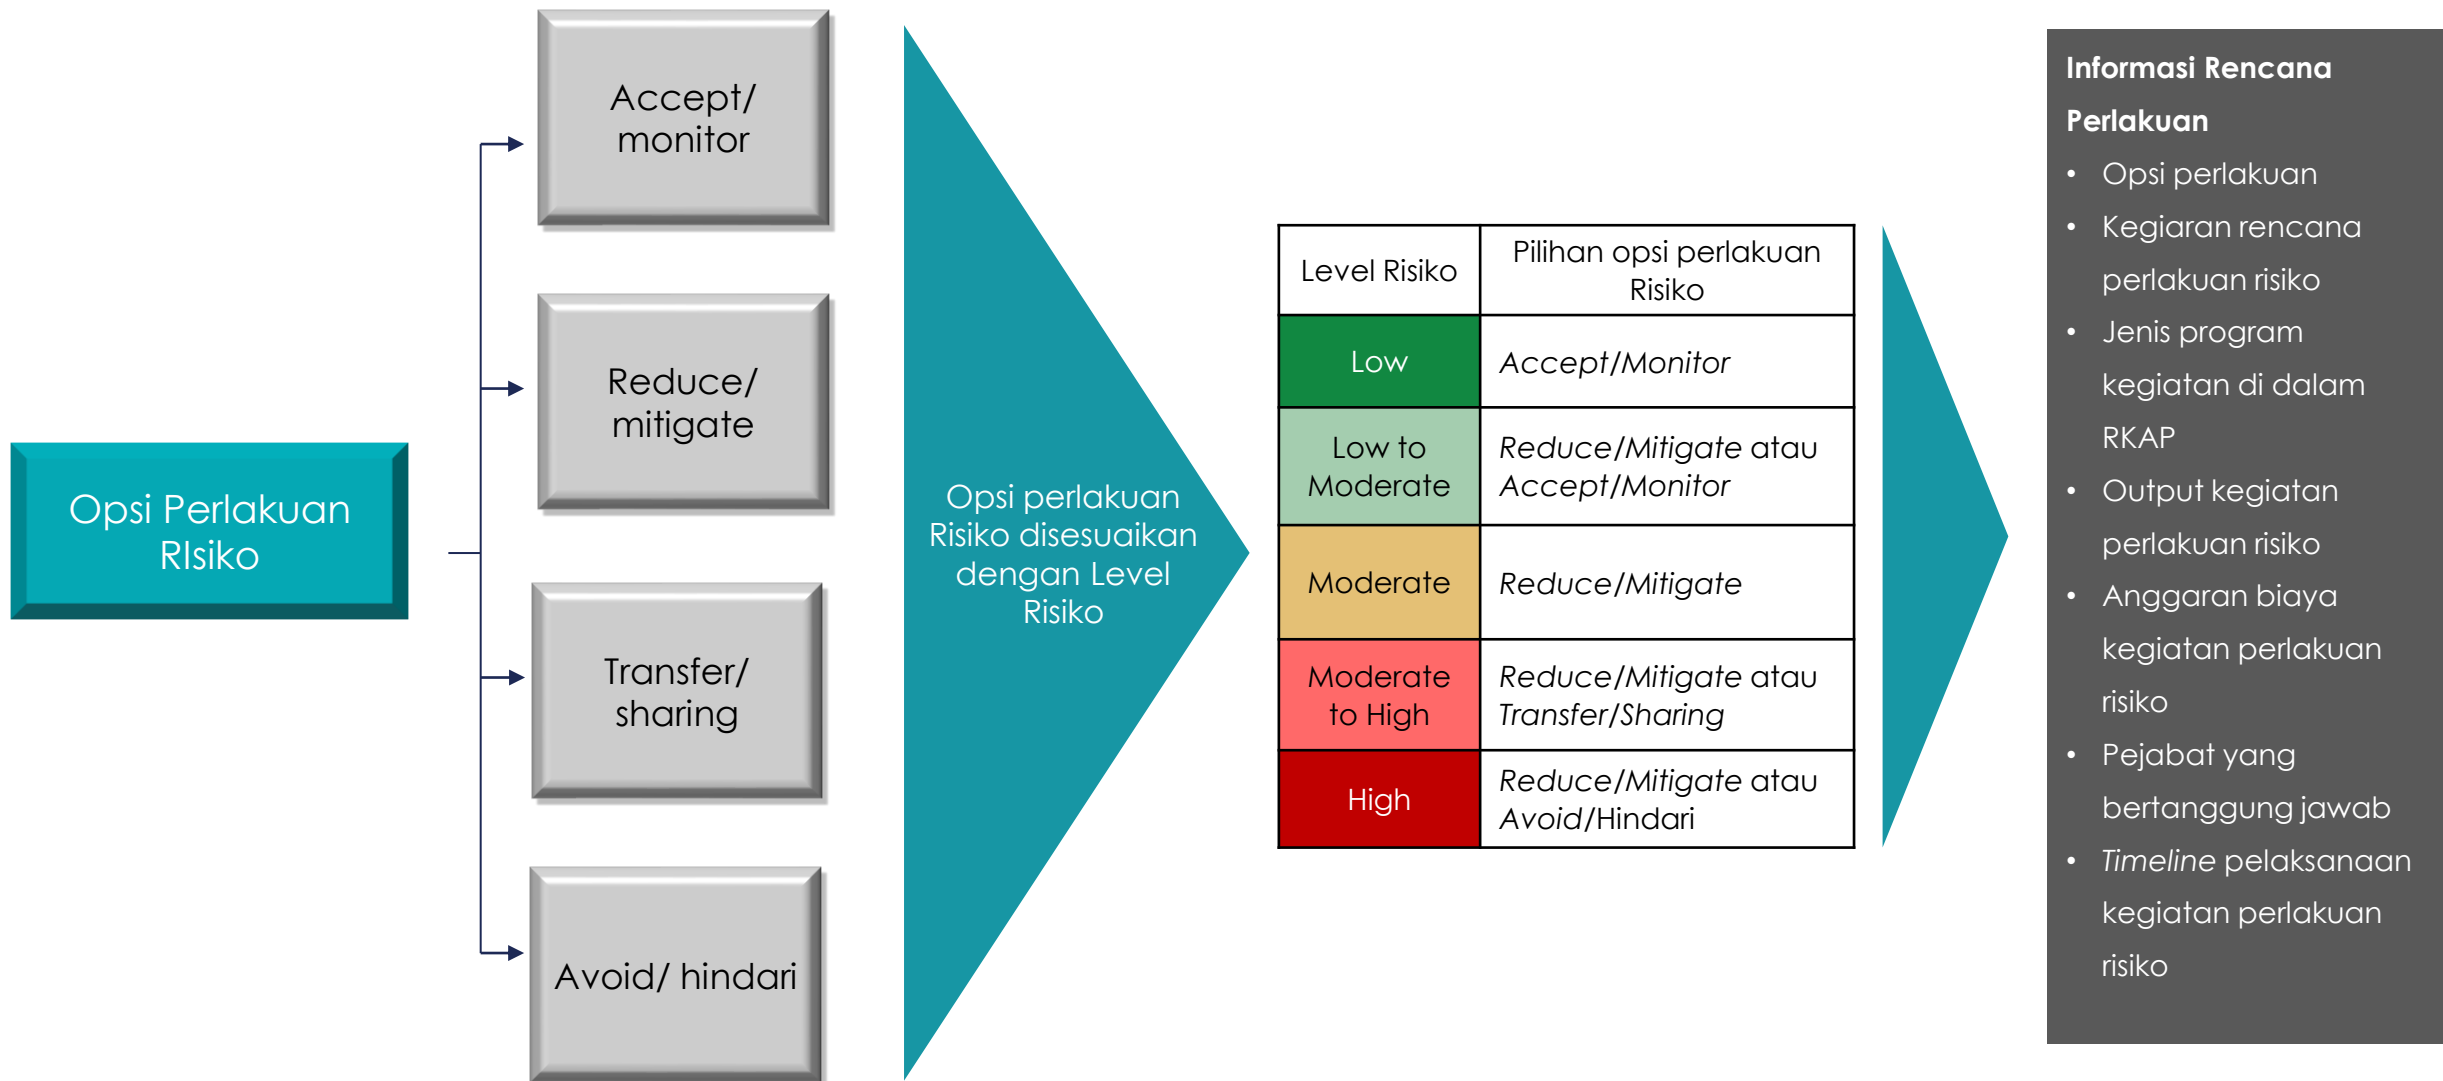 Opsi Perlakuan
RIsiko
Accept/
monitor
Reduce/
mitigate
Transfer/
sharing
Avoid/ hindari
Opsi perlakuan
Risiko disesuaikan
dengan Level
Risiko
Level Risiko
Pilihan opsi perlakuan
Risiko
Low
Accept/Monitor
Low to
Moderate
Reduce/Mitigate atau
Accept/Monitor
Moderate
Reduce/Mitigate
Moderate
to High
Reduce/Mitigate atau
Transfer/Sharing
High
Reduce/Mitigate atau
Avoid/Hindari
Informasi Rencana
Perlakuan
• Opsi perlakuan
• Kegiaran rencana
perlakuan risiko
• Jenis program
kegiatan di dalam
RKAP
• Output kegiatan
perlakuan risiko
• Anggaran biaya
kegiatan perlakuan
risiko
• Pejabat yang
bertanggung jawab
• Timeline pelaksanaan
kegiatan perlakuan
risiko